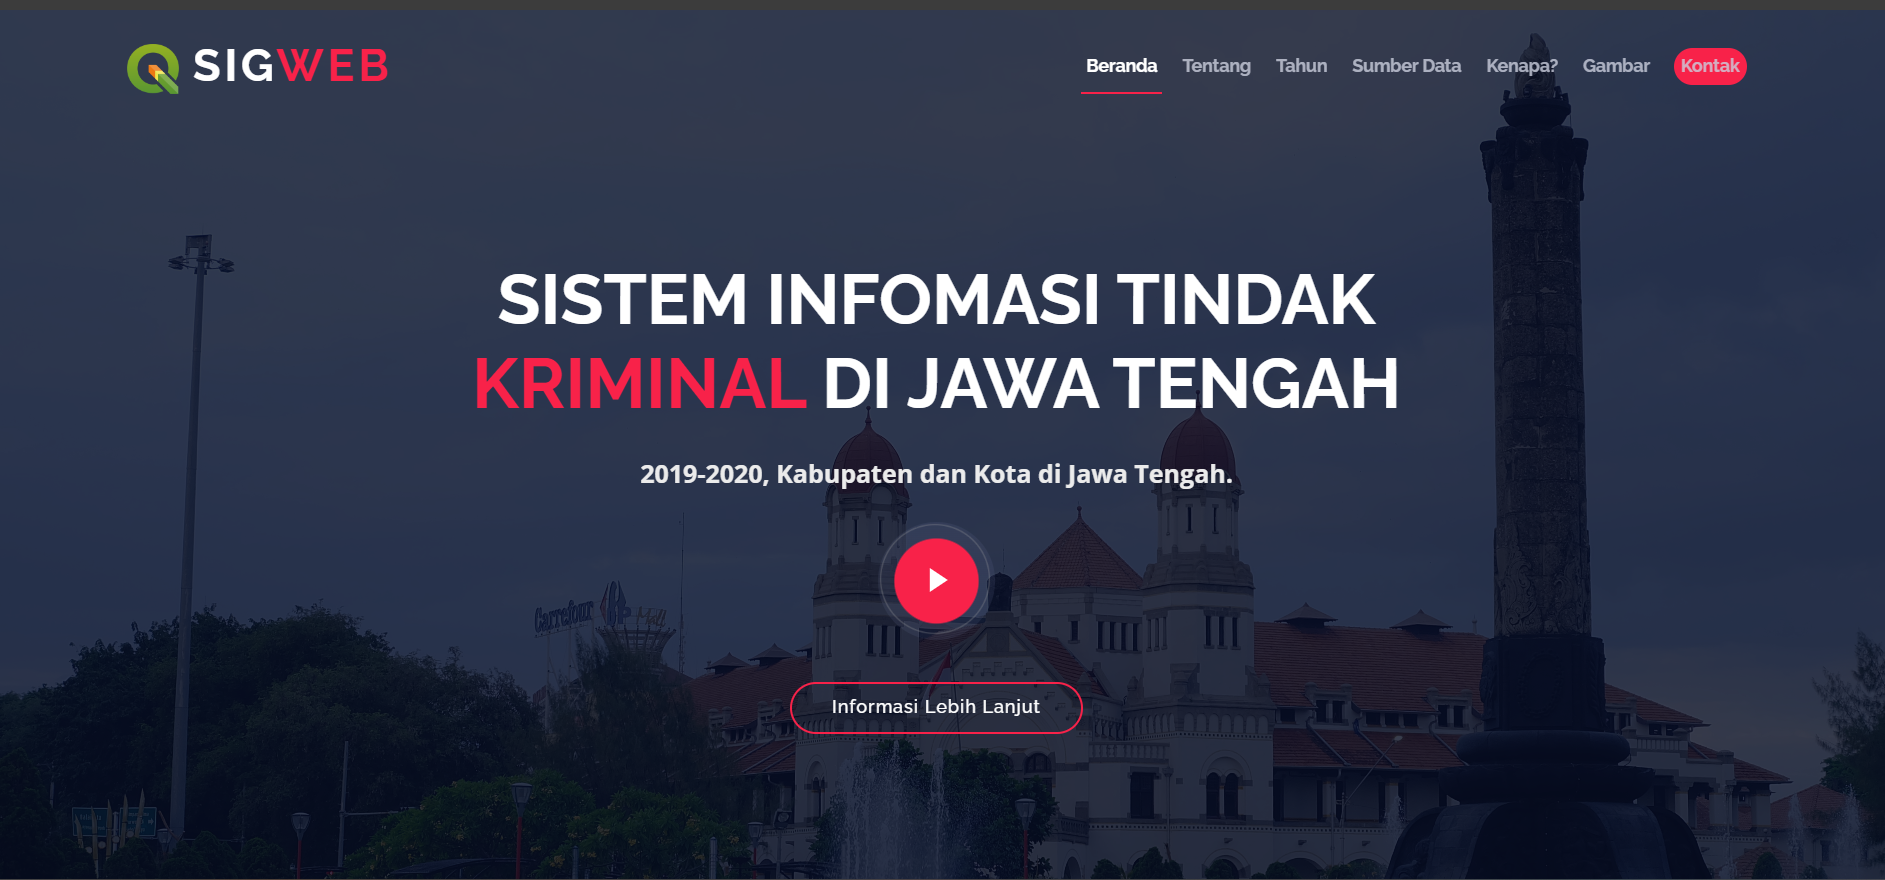 SIGWEB
Beranda Tentang Tahun Sumber Data Kenapa? Gambar Kontak
SISTEM INFOMASI TINDAK
KRIMINAL DI JAWA TENGAH
2019-2020, Kabupaten dan Kota di Jawa Tengah.
Carrefour
Informasi Lebih Lanjut